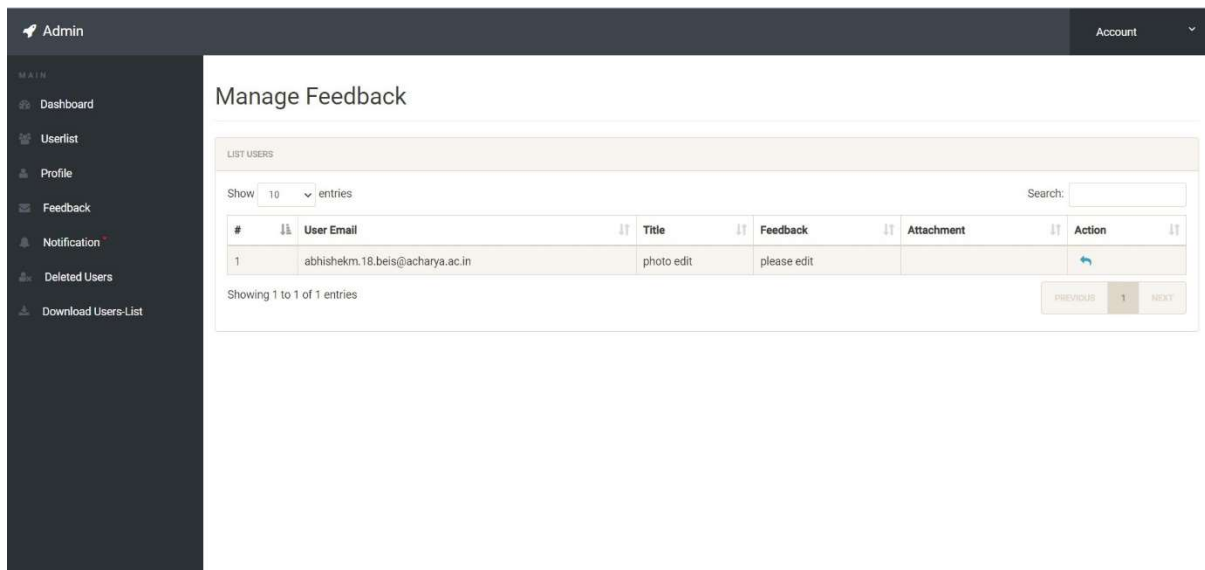 Admin
Account
MAIN
Dashboard
Userlist
Profile
Feedback
Notification *
Deleted Users
Download Users-List
Manage Feedback
LIST USERS
Show 10 entries
Search:
# User Email Title Feedback Attachment Action
1 abhishekm.18.beis@acharya.ac.in photo edit please edit
Showing 1 to 1 of 1 entries
PREVIOUS 1 NEXT